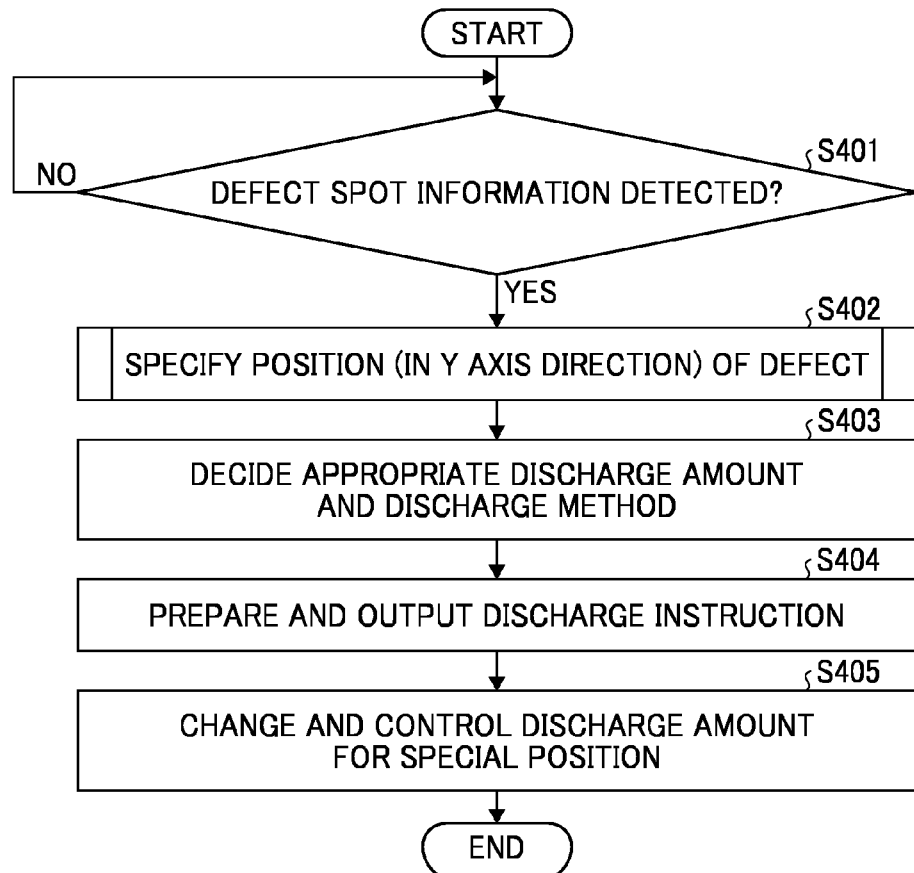 START
S401
NO
DEFECT SPOT INFORMATION DETECTED?
YES
S402
SPECIFY POSITION (IN Y AXIS DIRECTION) OF DEFECT
S403
DECIDE APPROPRIATE DISCHARGE AMOUNT
AND DISCHARGE METHOD
S404
PREPARE AND OUTPUT DISCHARGE INSTRUCTION
S405
CHANGE AND CONTROL DISCHARGE AMOUNT
FOR SPECIAL POSITION
END